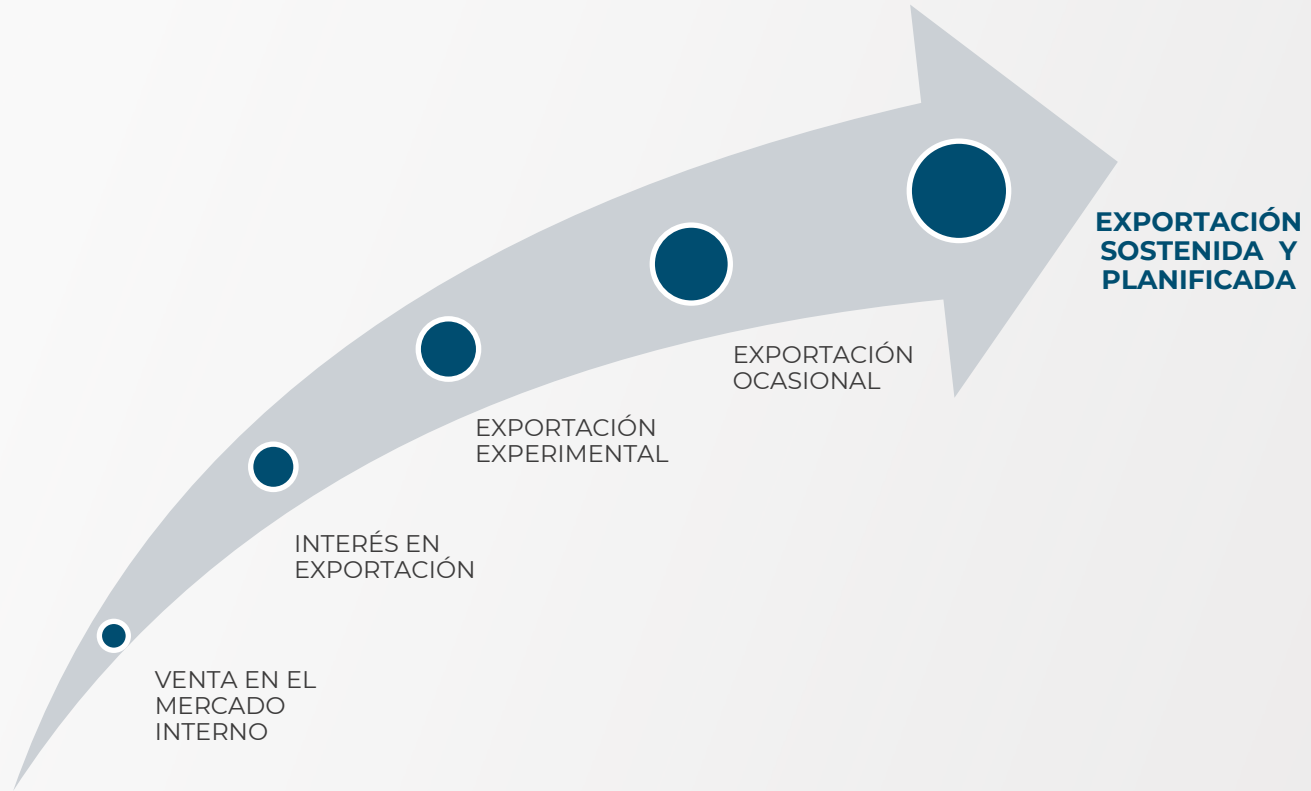 VENTA EN EL
MERCADO
INTERNO
INTERÉS EN
EXPORTACIÓN
EXPORTACIÓN
EXPERIMENTAL
EXPORTACIÓN
OCASIONAL
EXPORTACIÓN
SOSTENIDA Y
PLANIFICADA